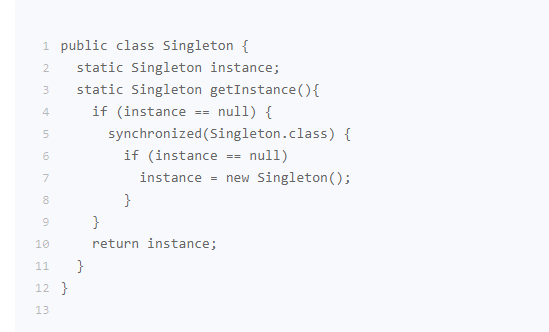 1 public class Singleton {
2   static Singleton instance;
3   static Singleton getInstance(){
4     if (instance == null) {
5       synchronized(Singleton.class) {
6         if (instance == null)
7           instance = new Singleton();
8         }
9     }
10     return instance;
11   }
12 }
13